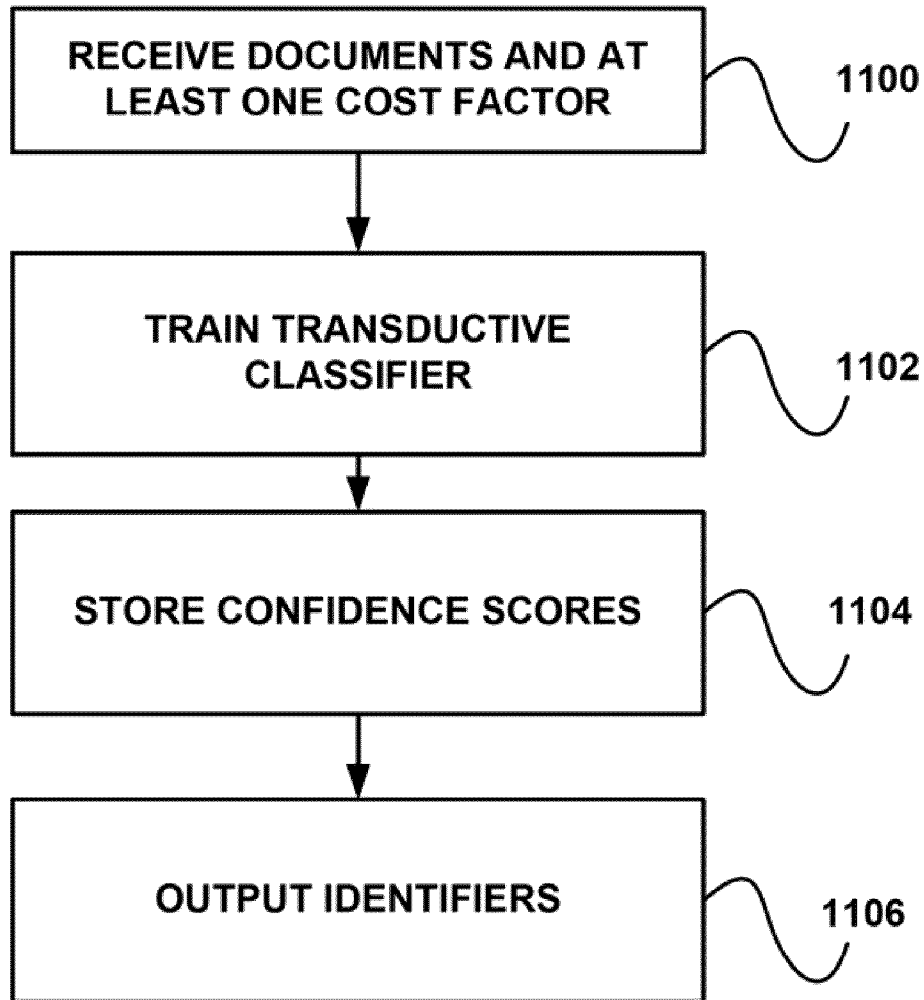 RECEIVE DOCUMENTS AND AT
LEAST ONE COST FACTOR
1100
TRAIN TRANSDUCTIVE
CLASSIFIER
1102
STORE CONFIDENCE SCORES
1104
OUTPUT IDENTIFIERS
1106